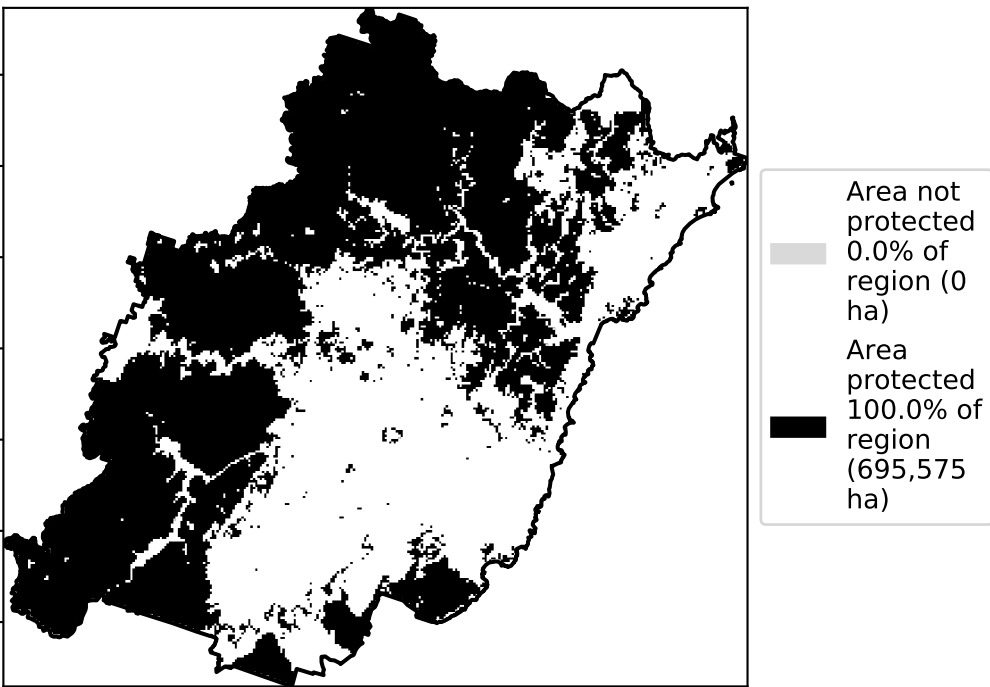 Area not
protected
0.0% of
region (0
ha)
Area
protected
100.0% of
region
(695,575
ha)